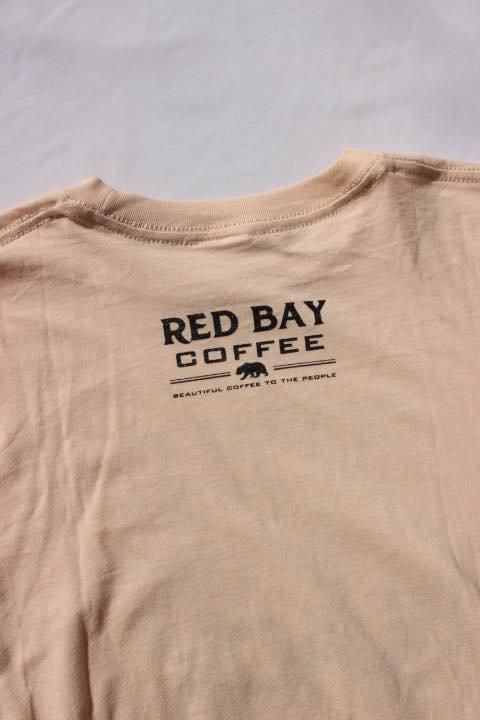 RED BAY
COFFEE
BEAUTIFUL COFFEE TO THE PEOPLE